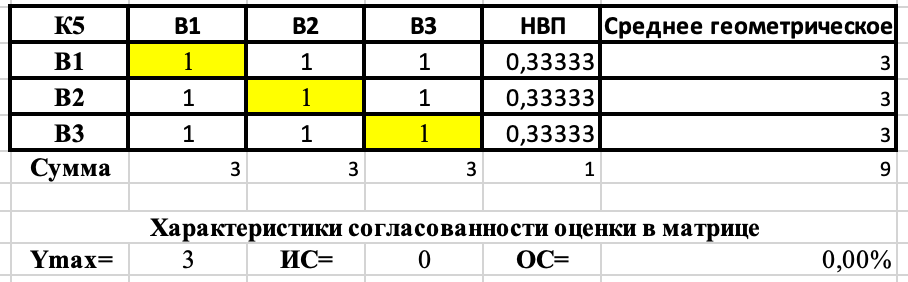 К5 В1 В2 В3 НВП Среднее геометрическое
В1 1 1 1 0,33333 3
В2 1 1 1 0,33333 3
В3 1 1 1 0,33333 3
Сумма 3 3 3 1 9
Характеристики согласованности оценки в матрице
Ymax= 3 ИС= 0 ОС= 0,00%